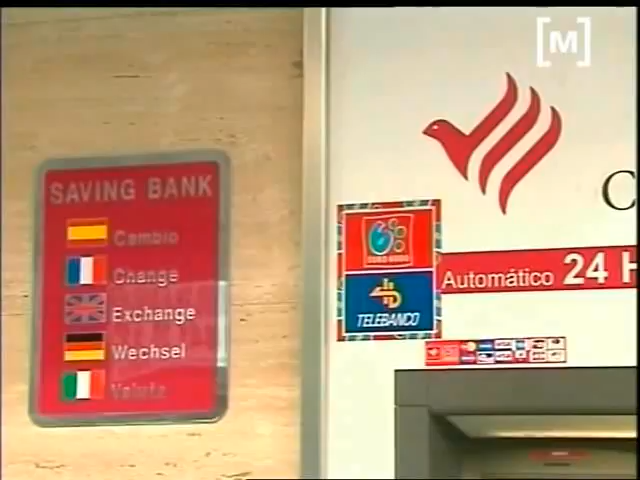 [M]
SAVING BANK
Cambio
Change
Exchange
Wechsel
Valuta
C
TELEBANCO
Automático 24 H